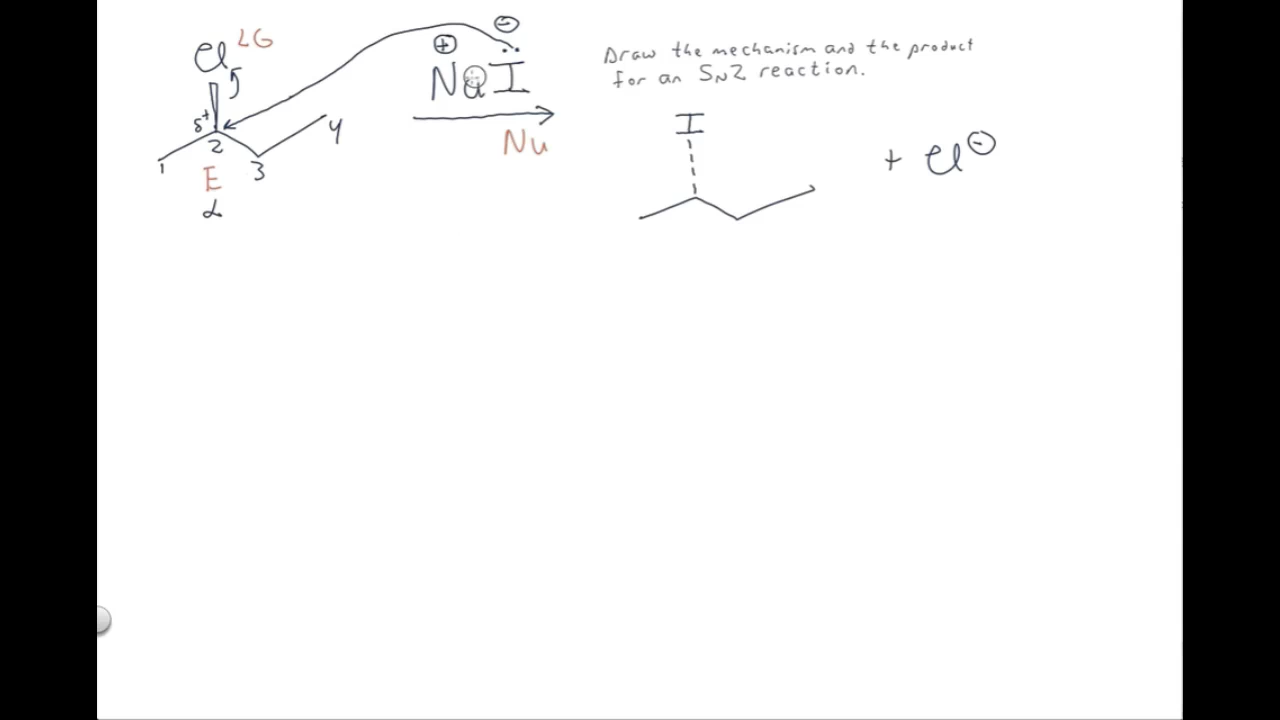 Cl LG
⊕ ⊖
NaI
Draw the mechanism and the product
for an SN2 reaction.
δ+
1 2 3 4
E
α
Nu
I
+ Cl⊖